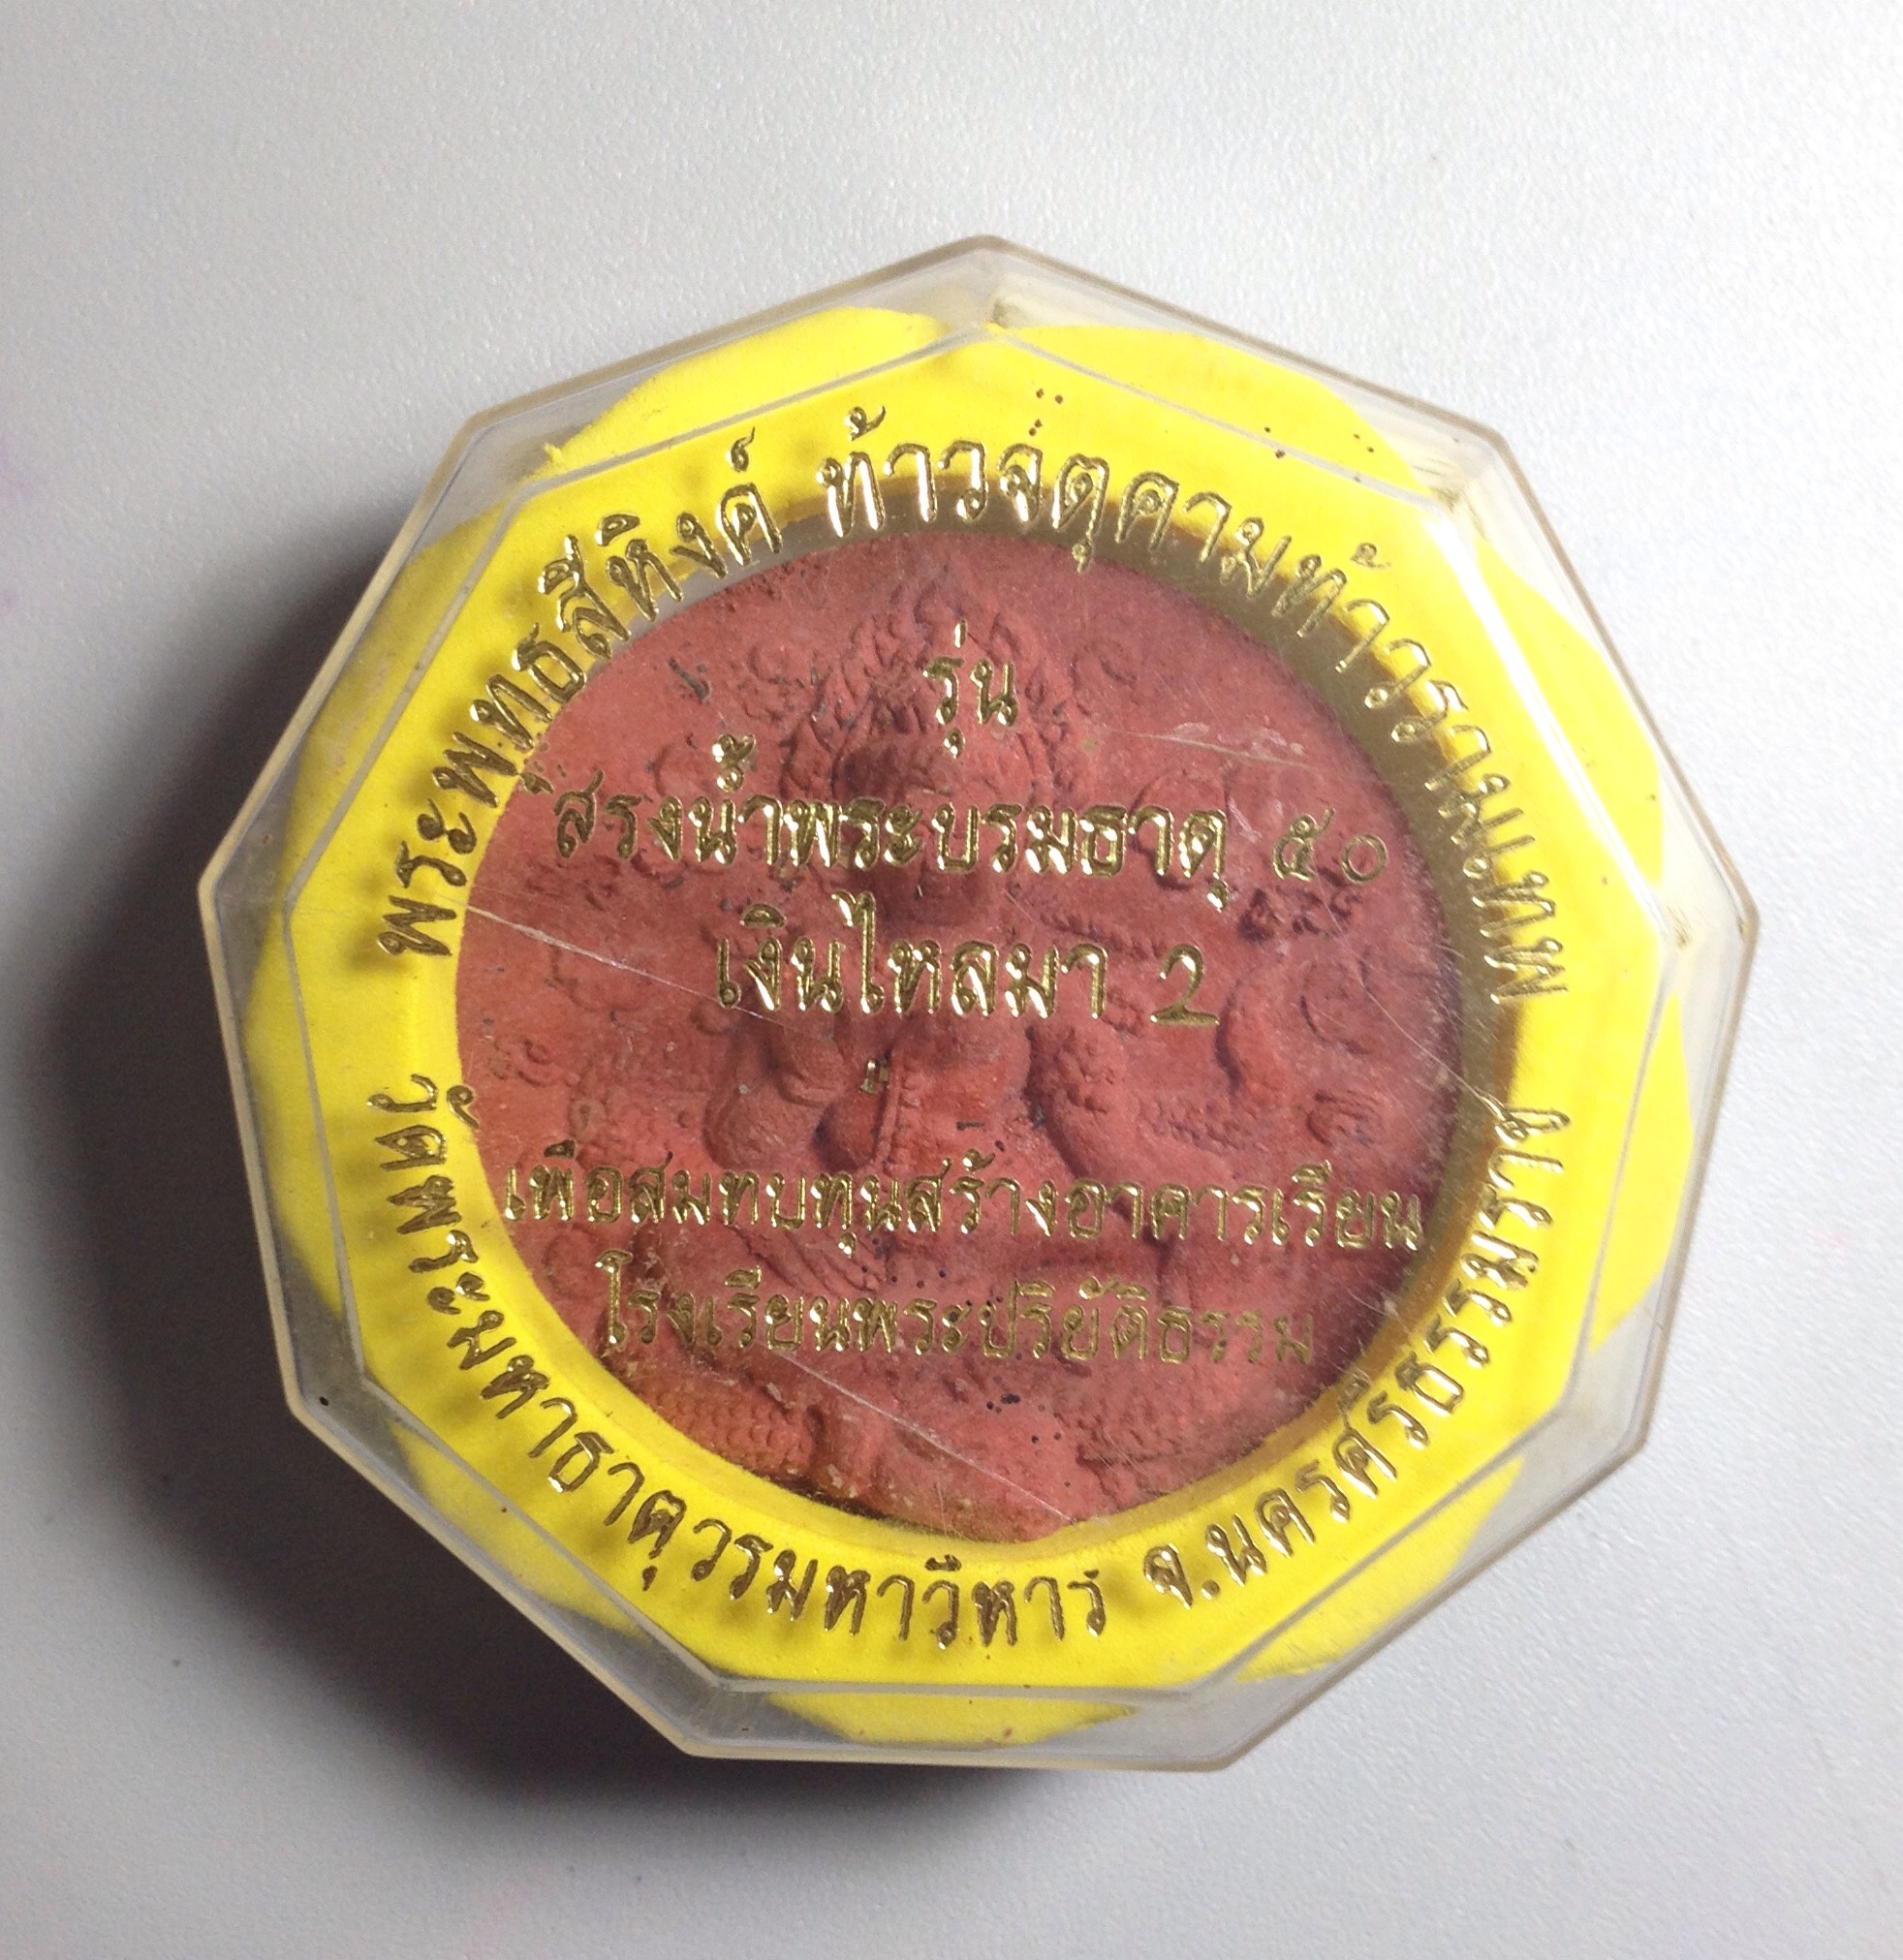 พระพุทธสิหิงค์ ท้าวจตุคามท้าวรามเทพ
รุ่น
สรงน้ำพระบรมธาตุ ๕๐
เงินไหลมา 2
เพื่อสมทบทุนสร้างอาคารเรียน
โรงเรียนพระปริยัติธรรม
วัดพระมหาธาตุวรมหาวิหาร จ.นครศรีธรรมราช